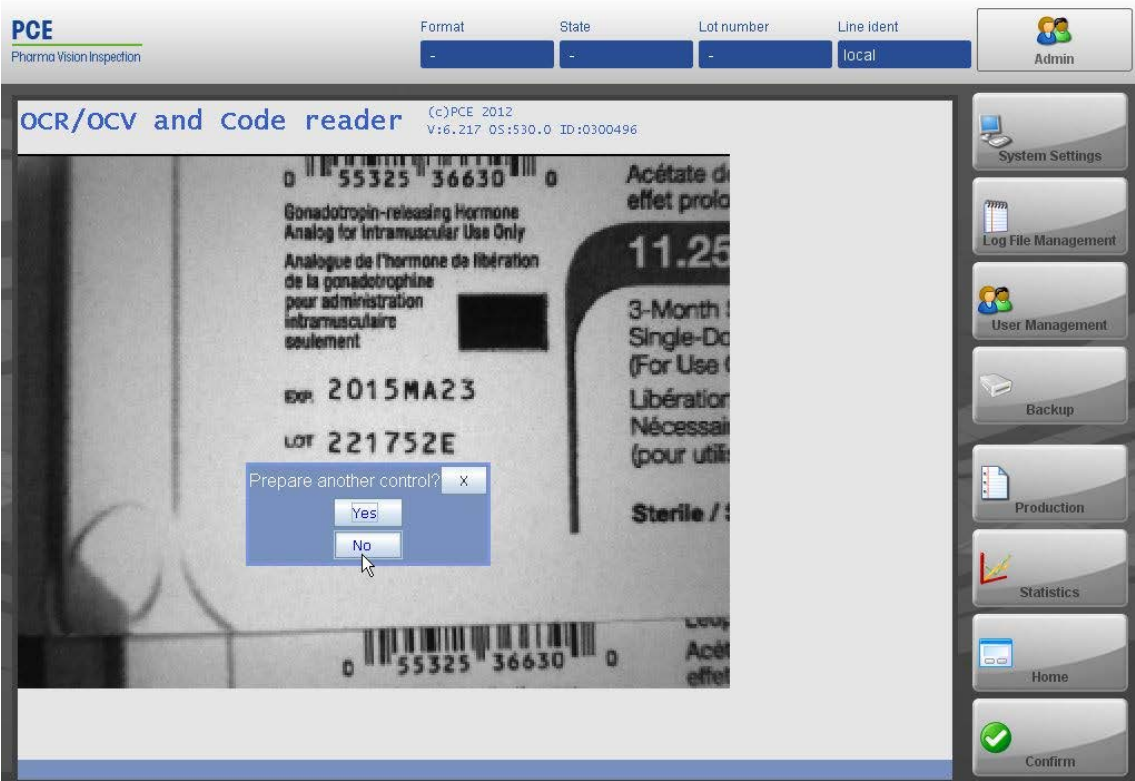 PCE
Pharma Vision Inspection
Format
State
Lot number
Line ident
-
-
-
local
Admin
OCR/OCV and Code reader
(c)PCE 2012
V:6.217 OS:530.0 ID:0300496
0 55325 36630 0
Gonadotropin-releasing Hormone
Analog for Intramuscular Use Only
Analogue de l'hormone de libération
de la gonadotrophine
pour administration
intramusculaire
seulement
EXP. 2015MA23
LOT 221752E
Acétate d
effet prolo
11.25
3-Month
Single-Do
(For Use
Libération
Nécessai
(pour utilis
Sterile /
Prepare another control? X
Yes
No
0 55325 36630 0
Acét
effet
System Settings
Log File Management
User Management
Backup
Production
Statistics
Home
Confirm